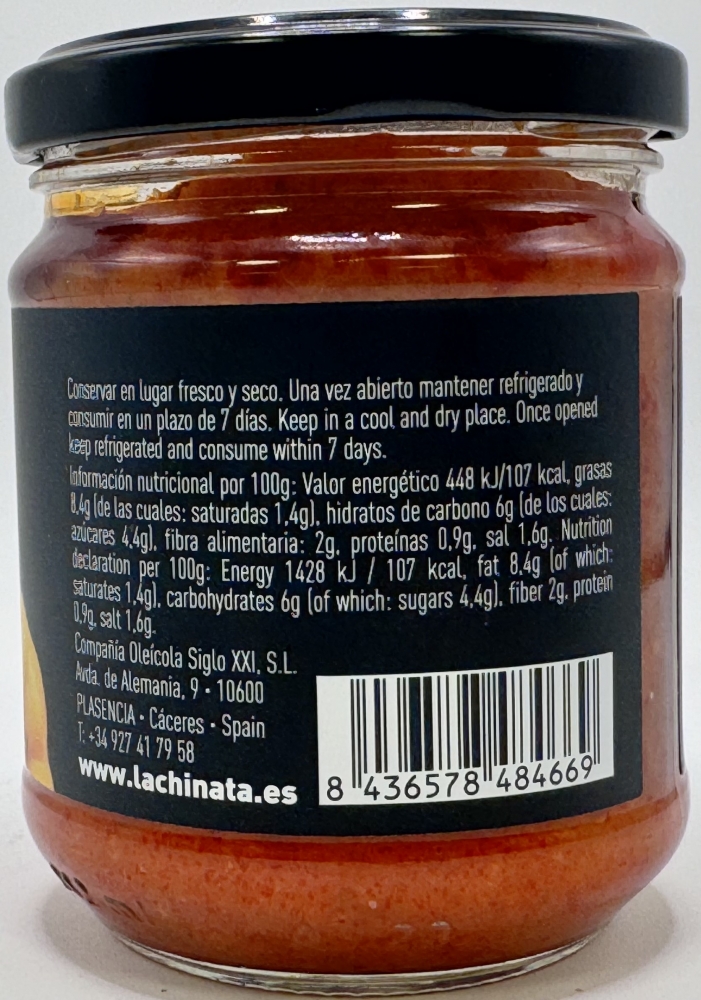 Conservar en lugar fresco y seco. Una vez abierto mantener refrigerado y
consumir en un plazo de 7 días. Keep in a cool and dry place. Once opened
keep refrigerated and consume within 7 days.
Información nutricional por 100g: Valor energético 448 kJ/107 kcal, grasas
8,4g (de las cuales: saturadas 1,4g), hidratos de carbono 6g (de los cuales:
azúcares 4,4g), fibra alimentaria: 2g, proteínas 0,9g, sal 1,6g. Nutrition
declaration per 100g: Energy 1428 kJ / 107 kcal, fat 8,4g (of which:
saturates 1,4g), carbohydrates 6g (of which: sugars 4,4g), fiber 2g, protein
0,9g, salt 1,6g.
Compañía Oleícola Siglo XXI, S.L.
Avda. de Alemania, 9 · 10600
PLASENCIA · Cáceres · Spain
T: +34 927 41 79 58
www.lachinata.es
8 436578 484669